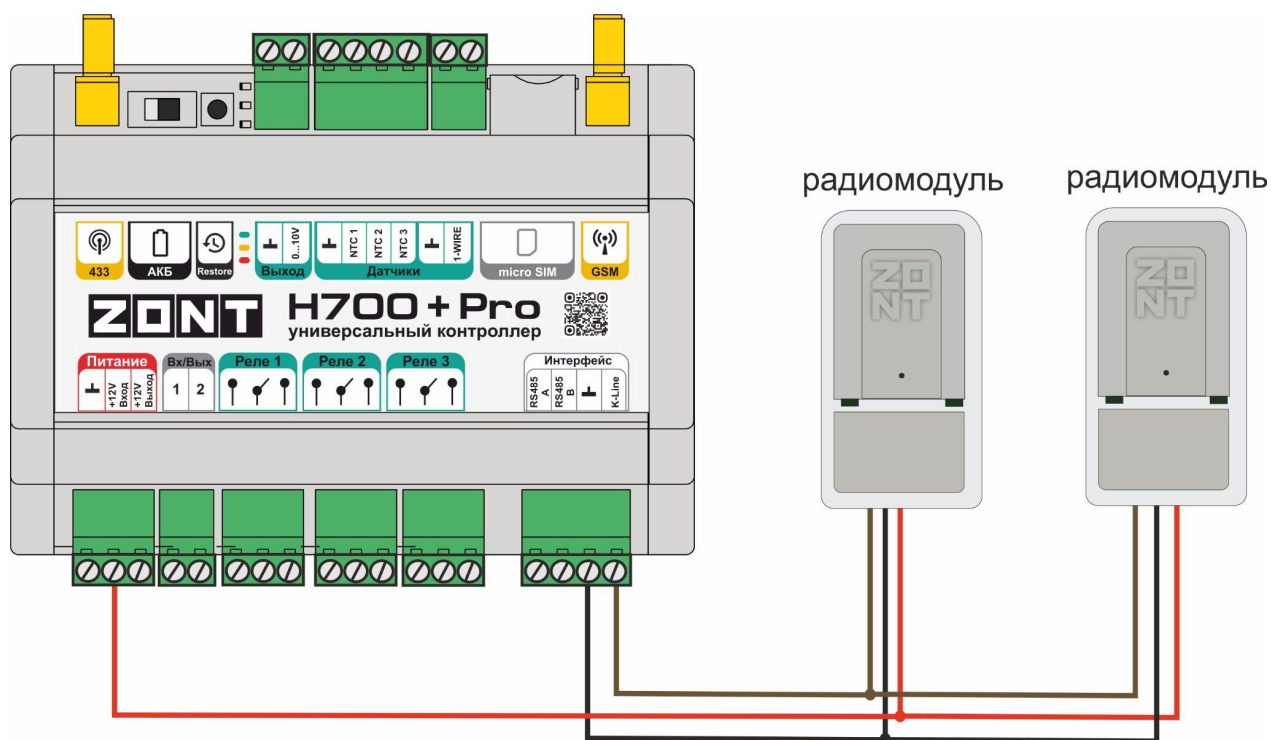 радиомодуль
радиомодуль
433
АКБ
Restore
0...10V
Выход
NTC 1
NTC 2
NTC 3
1-WIRE
Датчики
micro SIM
GSM
ZONT
H700+Pro
универсальный контроллер
Питание
+12V Вход
+12V Выход
Вх/Вых
1
2
Реле 1
Реле 2
Реле 3
Интерфейс
RS485 A
RS485 B
K-Line
ZONT
ZONT